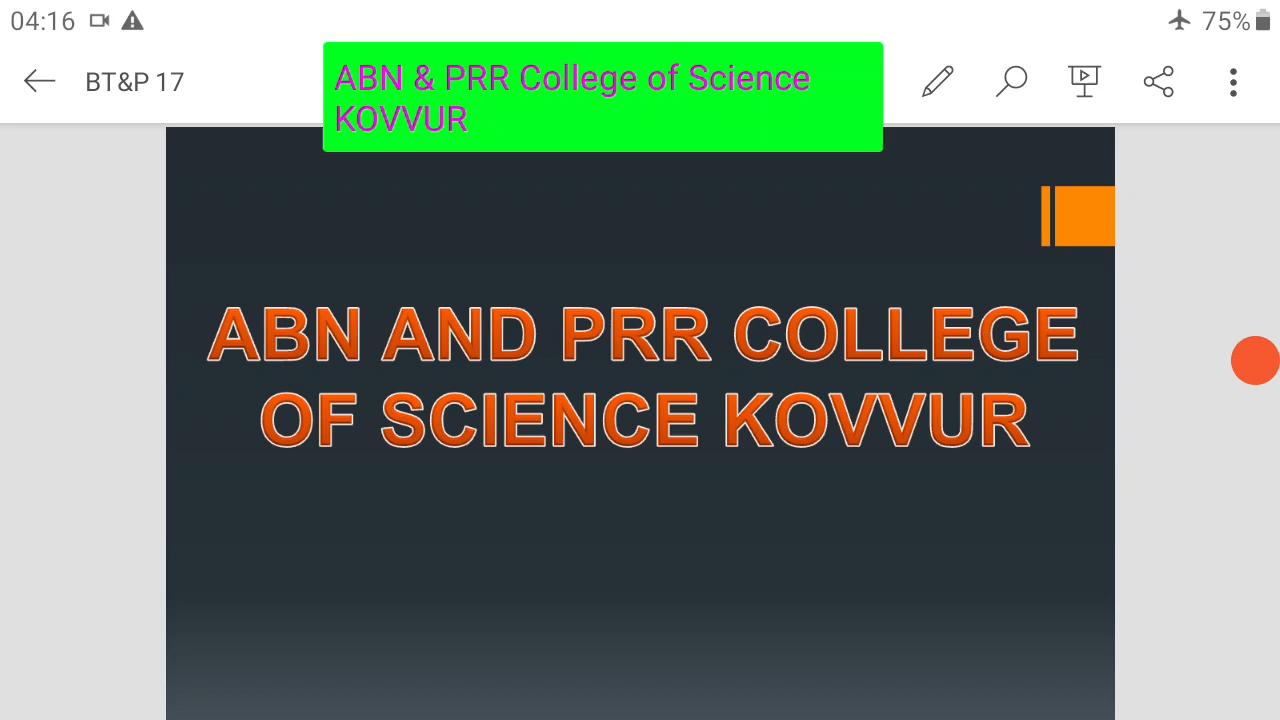 04:16
75%
BT&P 17
ABN & PRR College of Science
KOVVUR
ABN AND PRR COLLEGE
OF SCIENCE KOVVUR